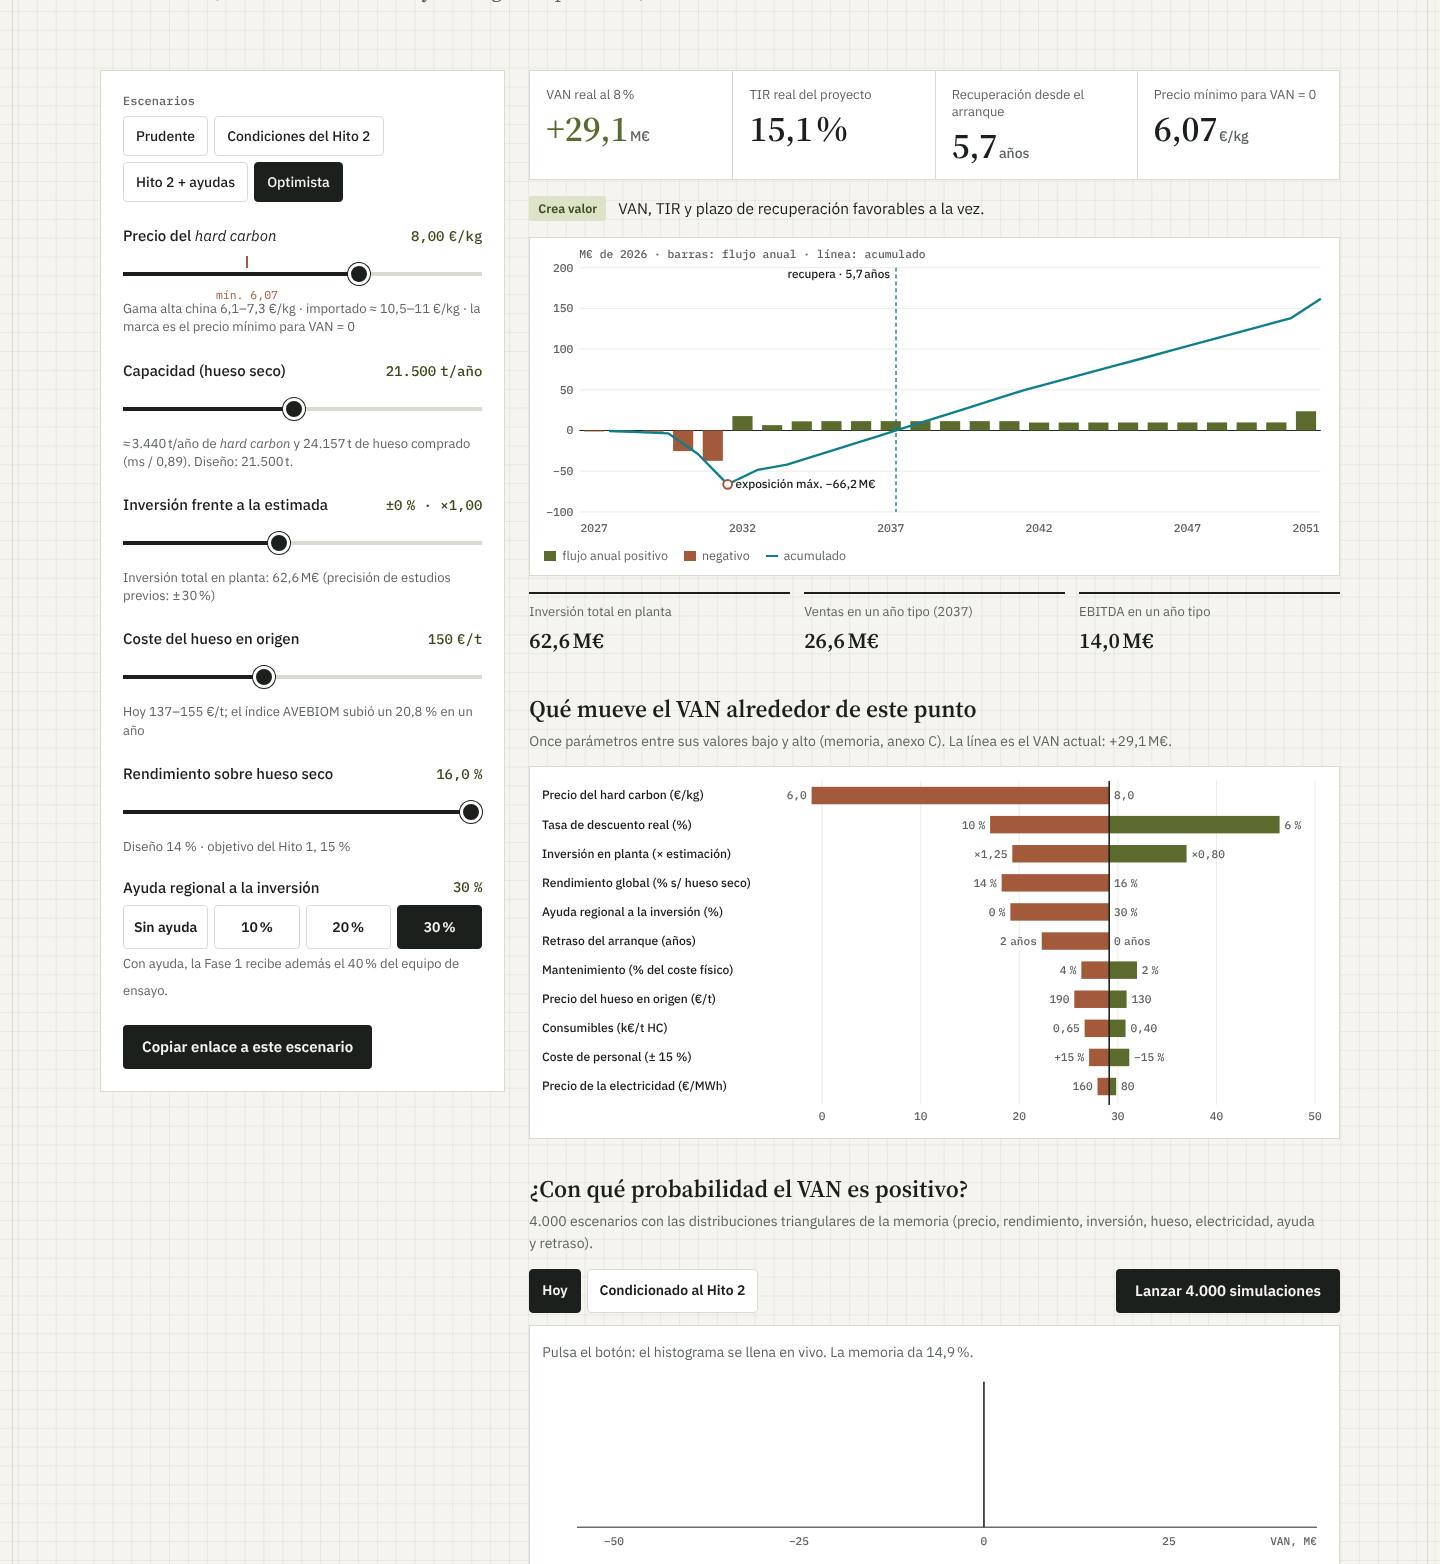 Escenarios
Prudente
Condiciones del Hito 2
Hito 2 + ayudas
Optimista
Precio del hard carbon 8,00 €/kg
mín. 6,07
Gama alta china 6,1–7,3 €/kg · importado ≈ 10,5–11 €/kg · la
marca es el precio mínimo para VAN = 0
Capacidad (hueso seco) 21.500 t/año
≈3.440 t/año de hard carbon y 24.157 t de hueso comprado
(ms / 0,89). Diseño: 21.500 t.
Inversión frente a la estimada ±0 % · ×1,00
Inversión total en planta: 62,6 M€ (precisión de estudios
previos: ±30 %)
Coste del hueso en origen 150 €/t
Hoy 137–155 €/t; el índice AVEBIOM subió un 20,8 % en un
año
Rendimiento sobre hueso seco 16,0 %
Diseño 14 % · objetivo del Hito 1, 15 %
Ayuda regional a la inversión 30 %
Sin ayuda
10 %
20 %
30 %
Con ayuda, la Fase 1 recibe además el 40 % del equipo de
ensayo.
Copiar enlace a este escenario
VAN real al 8 %
+29,1 M€
TIR real del proyecto
15,1 %
Recuperación desde el
arranque
5,7 años
Precio mínimo para VAN = 0
6,07 €/kg
Crea valor VAN, TIR y plazo de recuperación favorables a la vez.
M€ de 2026 · barras: flujo anual · línea: acumulado
recupera · 5,7 años
200
150
100
50
0
−50
−100
exposición máx. −66,2 M€
2027 2032 2037 2042 2047 2051
flujo anual positivo negativo acumulado
Inversión total en planta
62,6 M€
Ventas en un año tipo (2037)
26,6 M€
EBITDA en un año tipo
14,0 M€
Qué mueve el VAN alrededor de este punto
Once parámetros entre sus valores bajo y alto (memoria, anexo C). La línea es el VAN actual: +29,1 M€.
Precio del hard carbon (€/kg) 6,0 8,0
Tasa de descuento real (%) 10 % 6 %
Inversión en planta (× estimación) ×1,25 ×0,80
Rendimiento global (% s/ hueso seco) 14 % 16 %
Ayuda regional a la inversión (%) 0 % 30 %
Retraso del arranque (años) 2 años 0 años
Mantenimiento (% del coste físico) 4 % 2 %
Precio del hueso en origen (€/t) 190 130
Consumibles (k€/t HC) 0,65 0,40
Coste de personal (± 15 %) +15 % −15 %
Precio de la electricidad (€/MWh) 160 80
0 10 20 30 40 50
¿Con qué probabilidad el VAN es positivo?
4.000 escenarios con las distribuciones triangulares de la memoria (precio, rendimiento, inversión, hueso, electricidad, ayuda
y retraso).
Hoy
Condicionado al Hito 2
Lanzar 4.000 simulaciones
Pulsa el botón: el histograma se llena en vivo. La memoria da 14,9 %.
−50 −25 0 25 VAN, M€